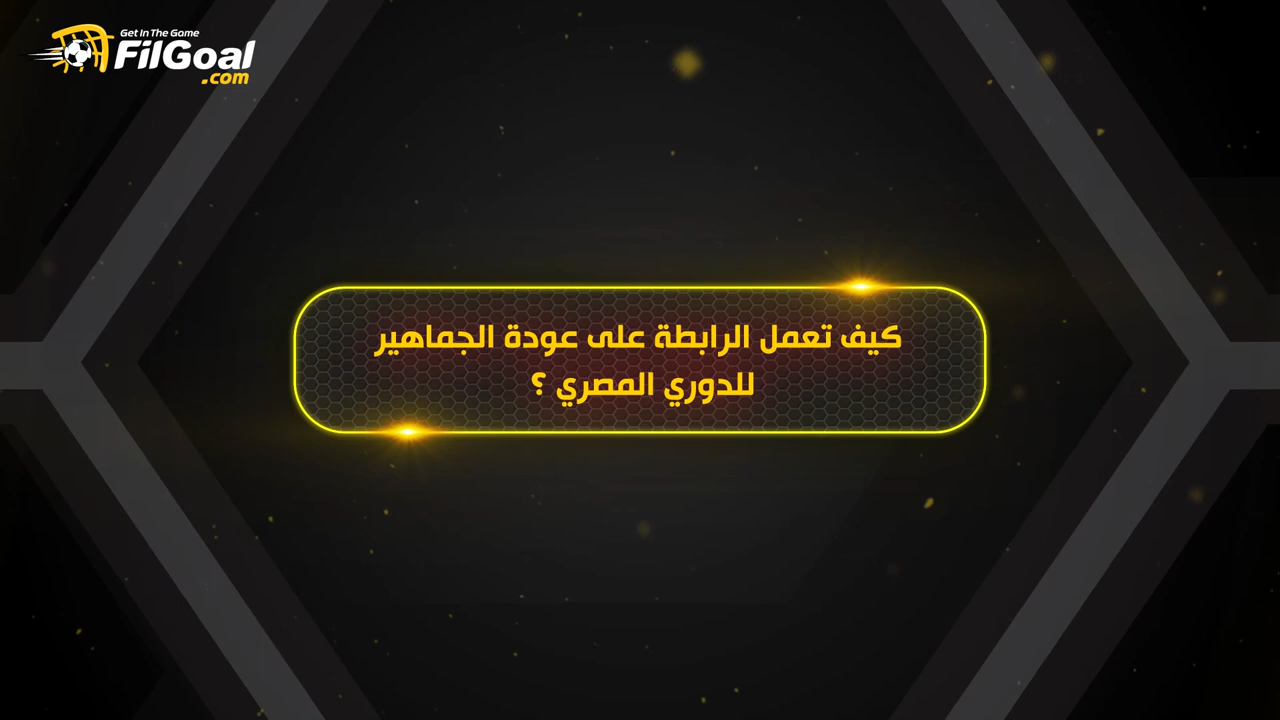 Get In The Game
FilGoal
.com
كيف تعمل الرابطة على عودة الجماهير
للدوري المصري ؟